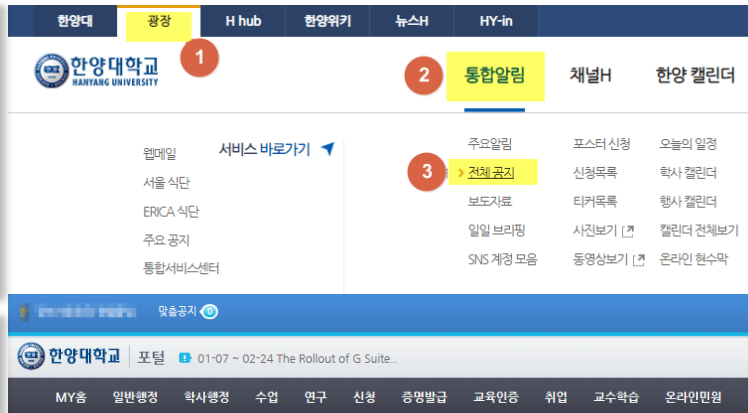 한양대 광장 H hub 한양위키 뉴스H HY-in
1
한양대학교
HANYANG UNIVERSITY
2 통합알림 채널H 한양 캘린더
웹메일 서비스 바로가기 주요알림 포스터 신청 오늘의 일정
서울 식단 3 > 전체 공지 신청목록 학사 캘린더
ERICA 식단 보도자료 티커목록 행사 캘린더
주요 공지 일일 브리핑 사진보기 캘린더 전체보기
통합서비스센터 SNS 계정 모음 동영상보기 온라인 현수막
맞춤공지 0
한양대학교 포털 01-07 ~ 02-24 The Rollout of G Suite..
MY홈 일반행정 학사행정 수업 연구 신청 증명발급 교육인증 취업 교수학습 온라인민원